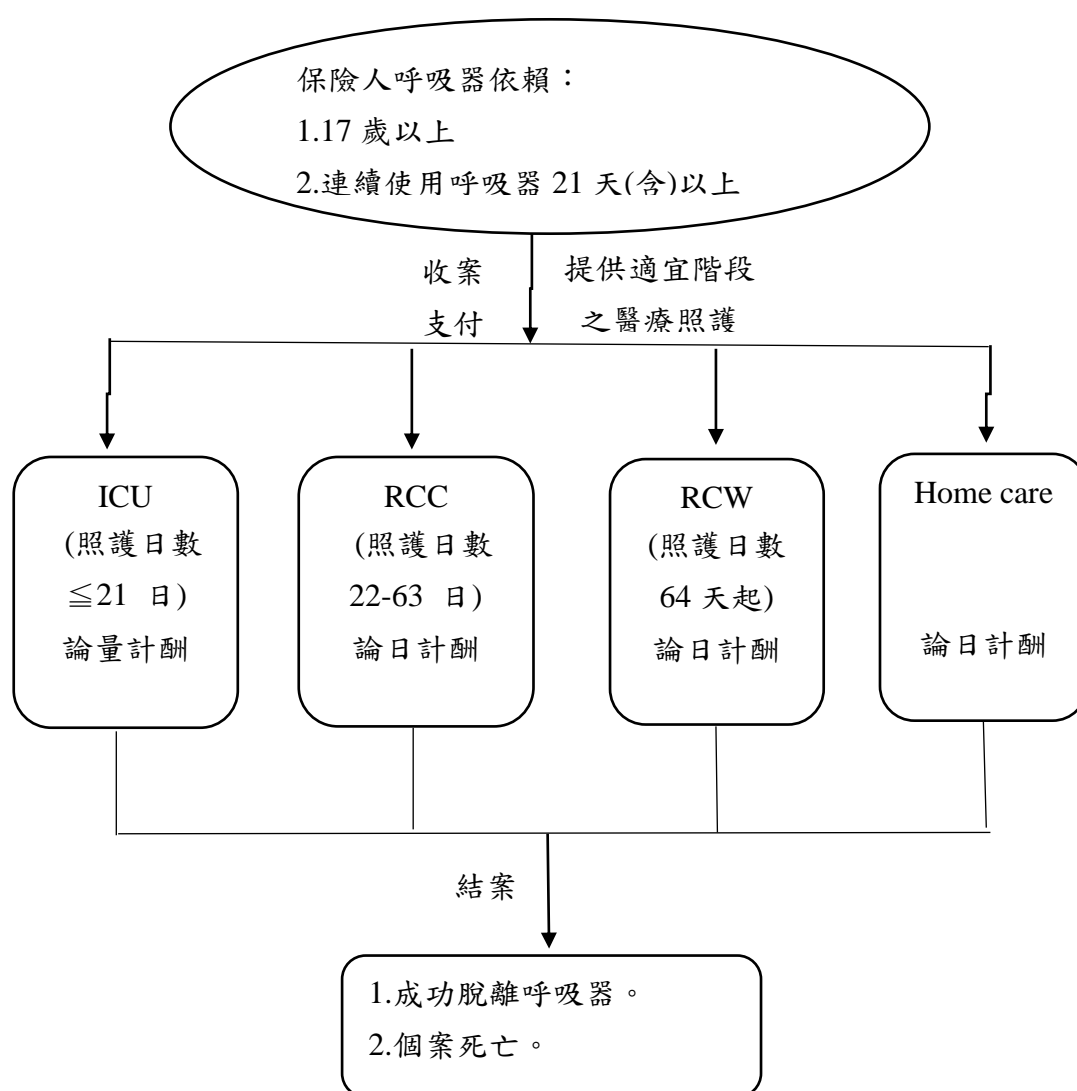 保險人呼吸器依賴：
1.17 歲以上
2.連續使用呼吸器 21 天(含)以上
收案
支付
提供適宜階段
之醫療照護
ICU
(照護日數
≦21 日)
論量計酬
RCC
(照護日數
22-63 日)
論日計酬
RCW
(照護日數
64 天起)
論日計酬
Home care
論日計酬
結案
1.成功脫離呼吸器。
2.個案死亡。